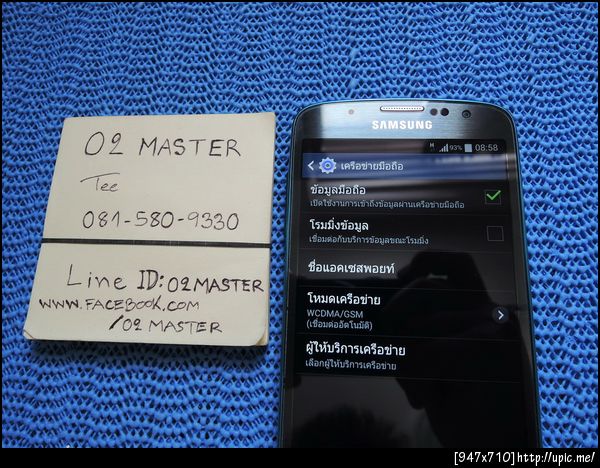 O2 MASTER
Tee
081-580-9330
Line ID: O2MASTER
WWW.FACEBOOK.COM
/O2 MASTER
SAMSUNG
H 93% 08:58
เครือข่ายมือถือ
ข้อมูลมือถือ
เปิดใช้งานการเข้าถึงข้อมูลผ่านเครือข่ายมือถือ
โรมมิ่งข้อมูล
เชื่อมต่อกับบริการข้อมูลขณะโรมมิ่ง
ชื่อแอคเซสพอยท์
โหมดเครือข่าย
WCDMA/GSM
(เชื่อมต่ออัตโนมัติ)
ผู้ให้บริการเครือข่าย
เลือกผู้ให้บริการเครือข่าย
[947x710]http://upic.me/